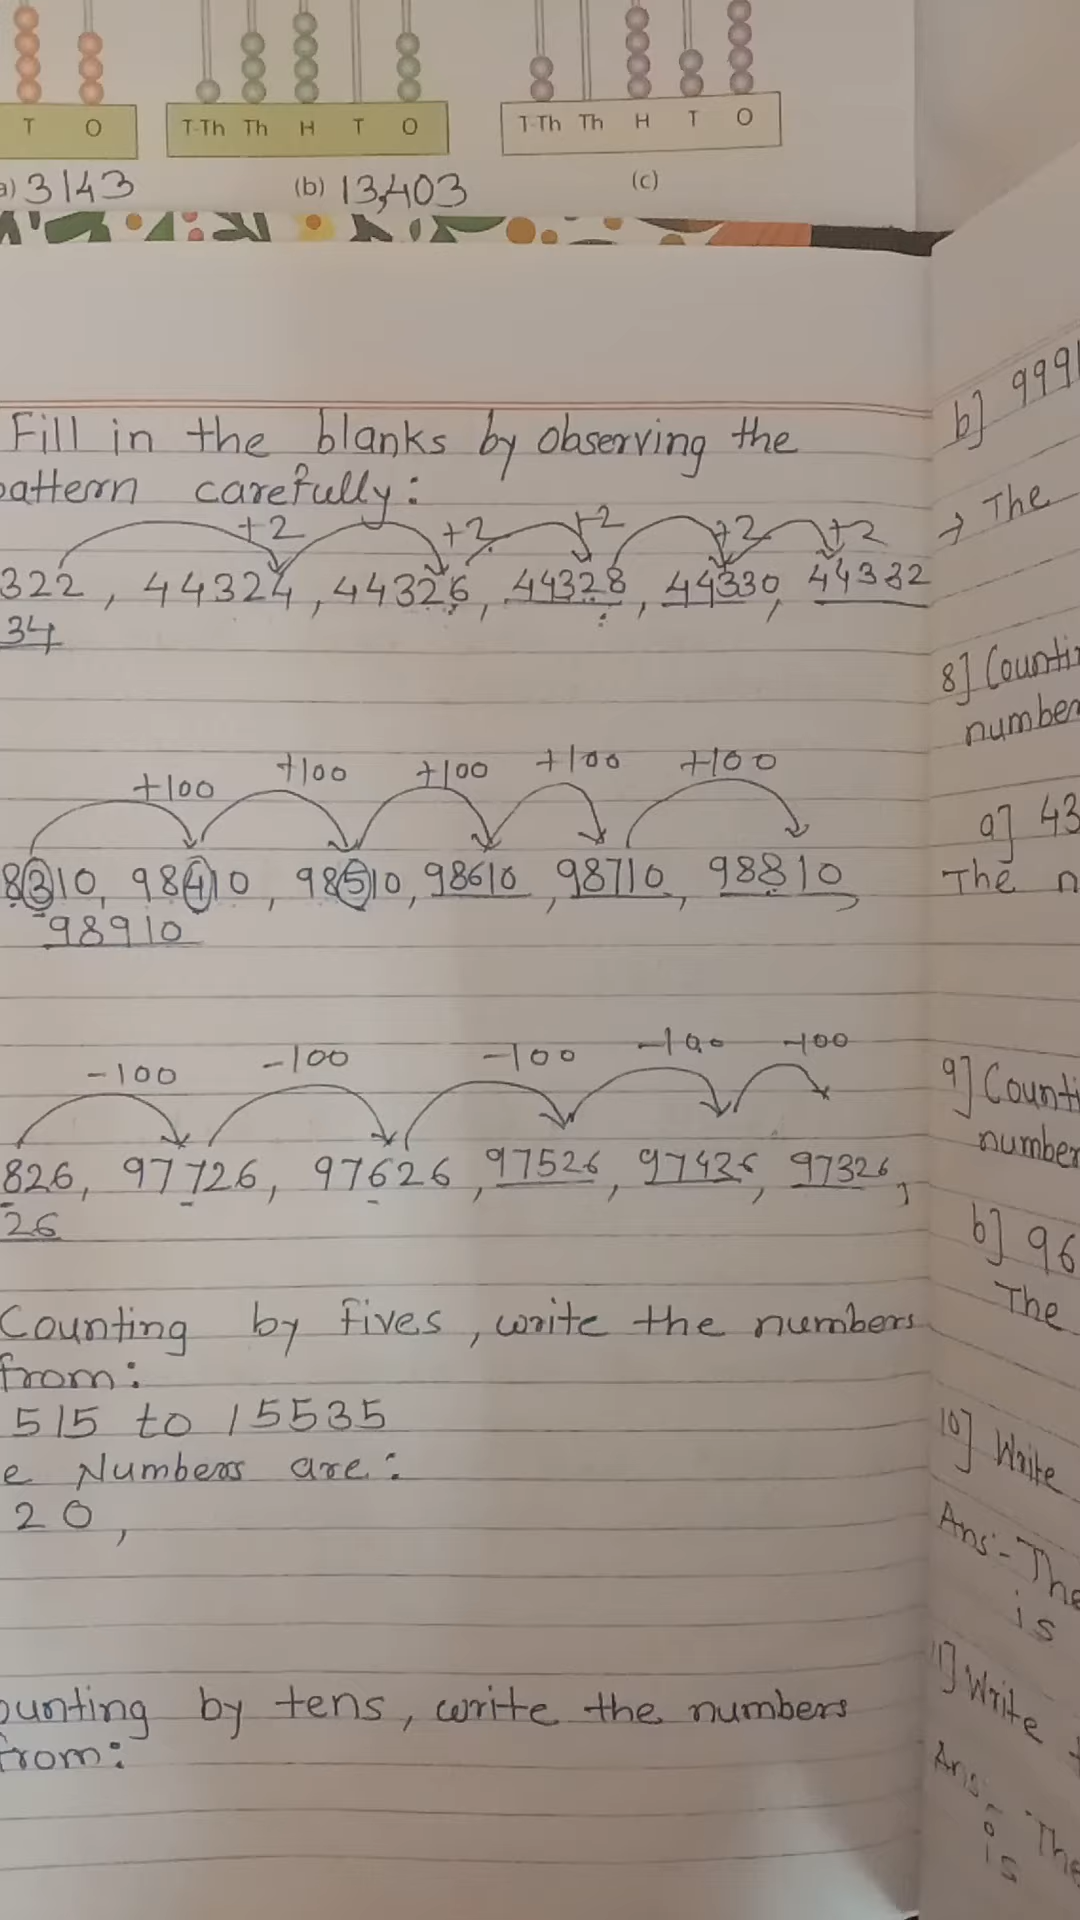 T O
T-Th Th H T O
T-Th Th H T O
a) 3143
(b) 13,403
(c)
Fill in the blanks by observing the
pattern carefully:
+2 +2 +2 +2 +2
322, 44324, 44326, 44328, 44330, 44332
34
+100 +100 +100 +100 +100
8310, 98410, 98510, 98610, 98710, 98810,
98910
-100 -100 -100 -100 -100
826, 97726, 97626, 97526, 97426, 97326,
26
Counting by fives, write the numbers
from:
515 to 15535
e Numbers are:
20,
ounting by tens, write the numbers
from:
b] 999
→ The
8] Counti
number
a] 43
The n
9] Counti
number
b] 96
The
10] Write
Ans:- The
is
11] Write
Ans:- The
is